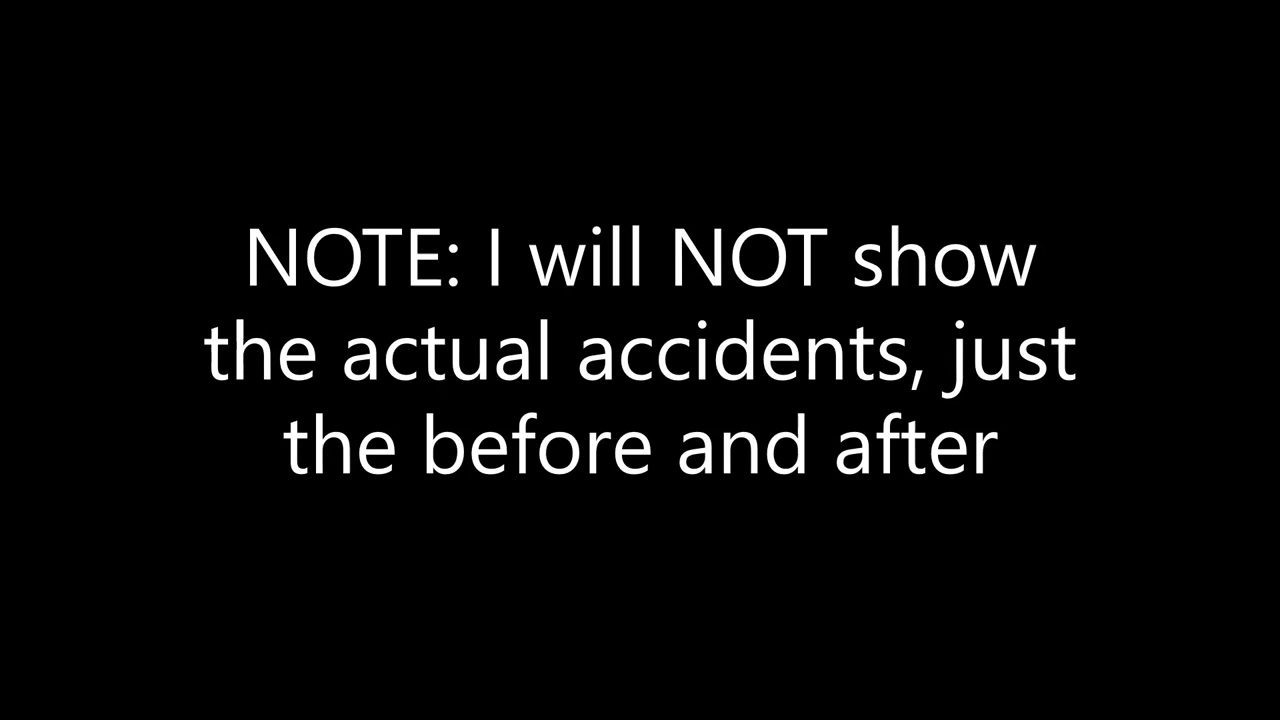 NOTE: I will NOT show
the actual accidents, just
the before and after